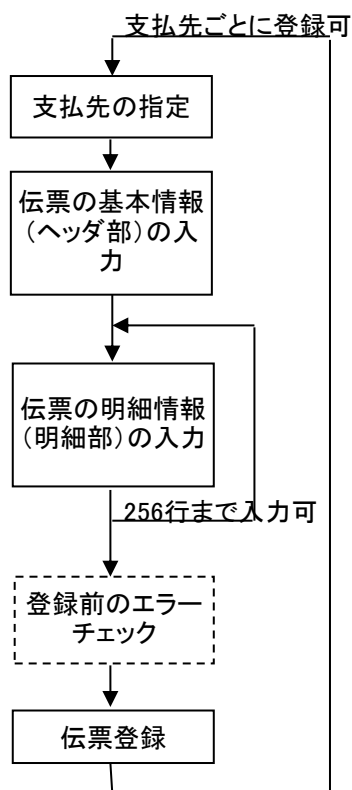 支払先ごとに登録可
支払先の指定
伝票の基本情報
（ヘッダ部）の入
力
伝票の明細情報
（明細部）の入力
256行まで入力可
登録前のエラー
チェック
伝票登録